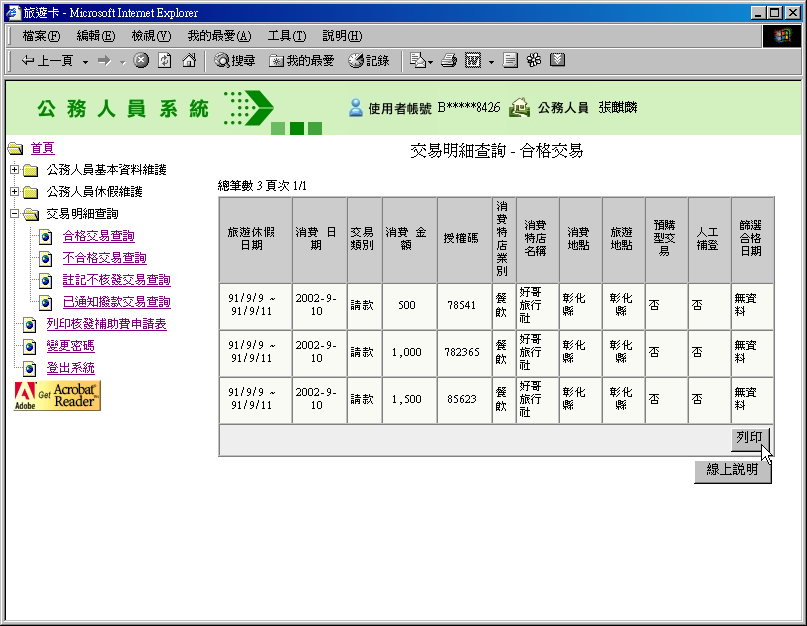 旅遊卡 - Microsoft Internet Explorer
檔案(F) 編輯(E) 檢視(V) 我的最愛(A) 工具(T) 說明(H)
上一頁 搜尋 我的最愛 記錄
公務人員系統
使用者帳號 B*****8426 公務人員 張麒麟
首頁
公務人員基本資料維護
公務人員休假維護
交易明細查詢
合格交易查詢
不合格交易查詢
註記不核發交易查詢
已通知撥款交易查詢
列印核發補助費申請表
變更密碼
登出系統
Adobe Get Acrobat Reader
交易明細查詢 - 合格交易
總筆數 3 頁次 1/1
旅遊休假日期 消費 日期 交易類別 消費 金額 授權碼 消費特店業別 消費特店名稱 消費地點 旅遊地點 預購型交易 人工補登 篩選合格日期
91/9/9 ~ 91/9/11 2002-9-10 請款 500 78541 餐飲 好哥旅行社 彰化縣 彰化縣 否 否 無資料
91/9/9 ~ 91/9/11 2002-9-10 請款 1,000 782365 餐飲 好哥旅行社 彰化縣 彰化縣 否 否 無資料
91/9/9 ~ 91/9/11 2002-9-10 請款 1,500 85623 餐飲 好哥旅行社 彰化縣 彰化縣 否 否 無資料
列印
線上說明